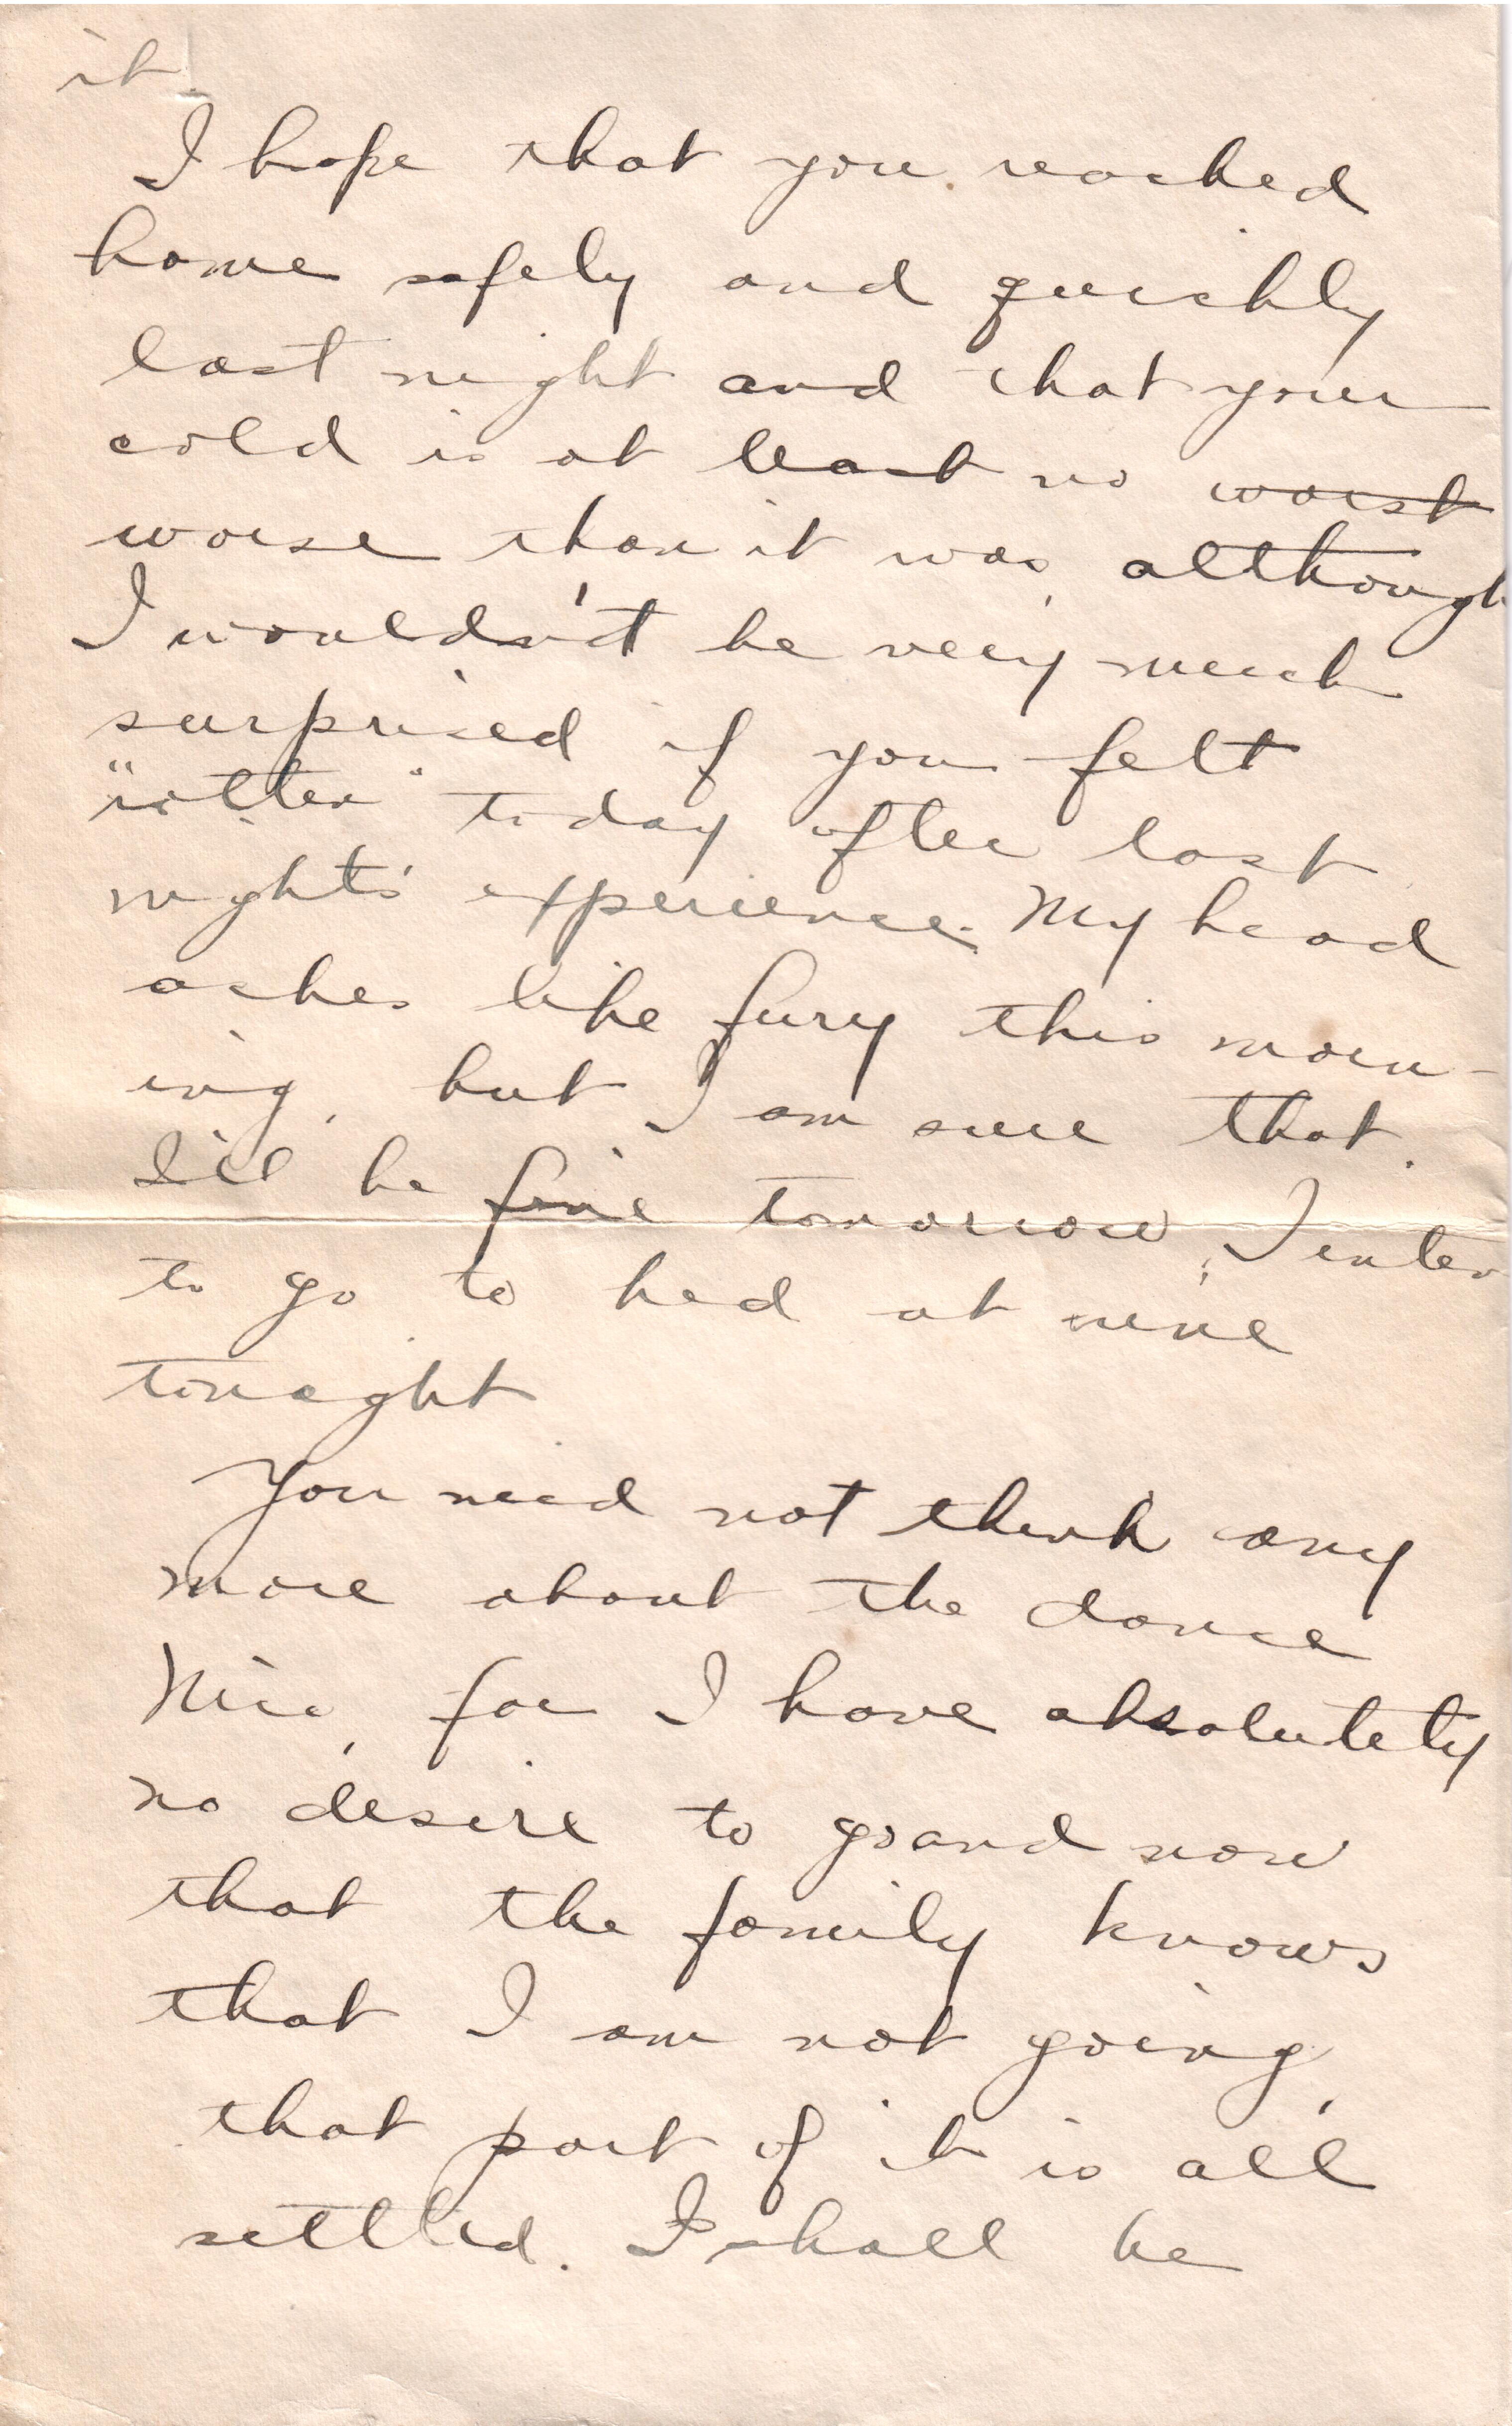 it.
I hope that you reached
home safely and quickly
last night and that your
cold is at least no worst
worse than it was, although
I wouldn't be very much
surprised if you felt
"rotten" today after last
nights' experience. My head
aches like fury this morn-
ing, but I am sure that
I'll be fine tomorrow, I inten
to go to bed at nine
tonight
You need not think any
more about the dance
for I have absolutely
no desire to go and now
that the family knows
that I am not going,
that part of it is all
settled. I shall be